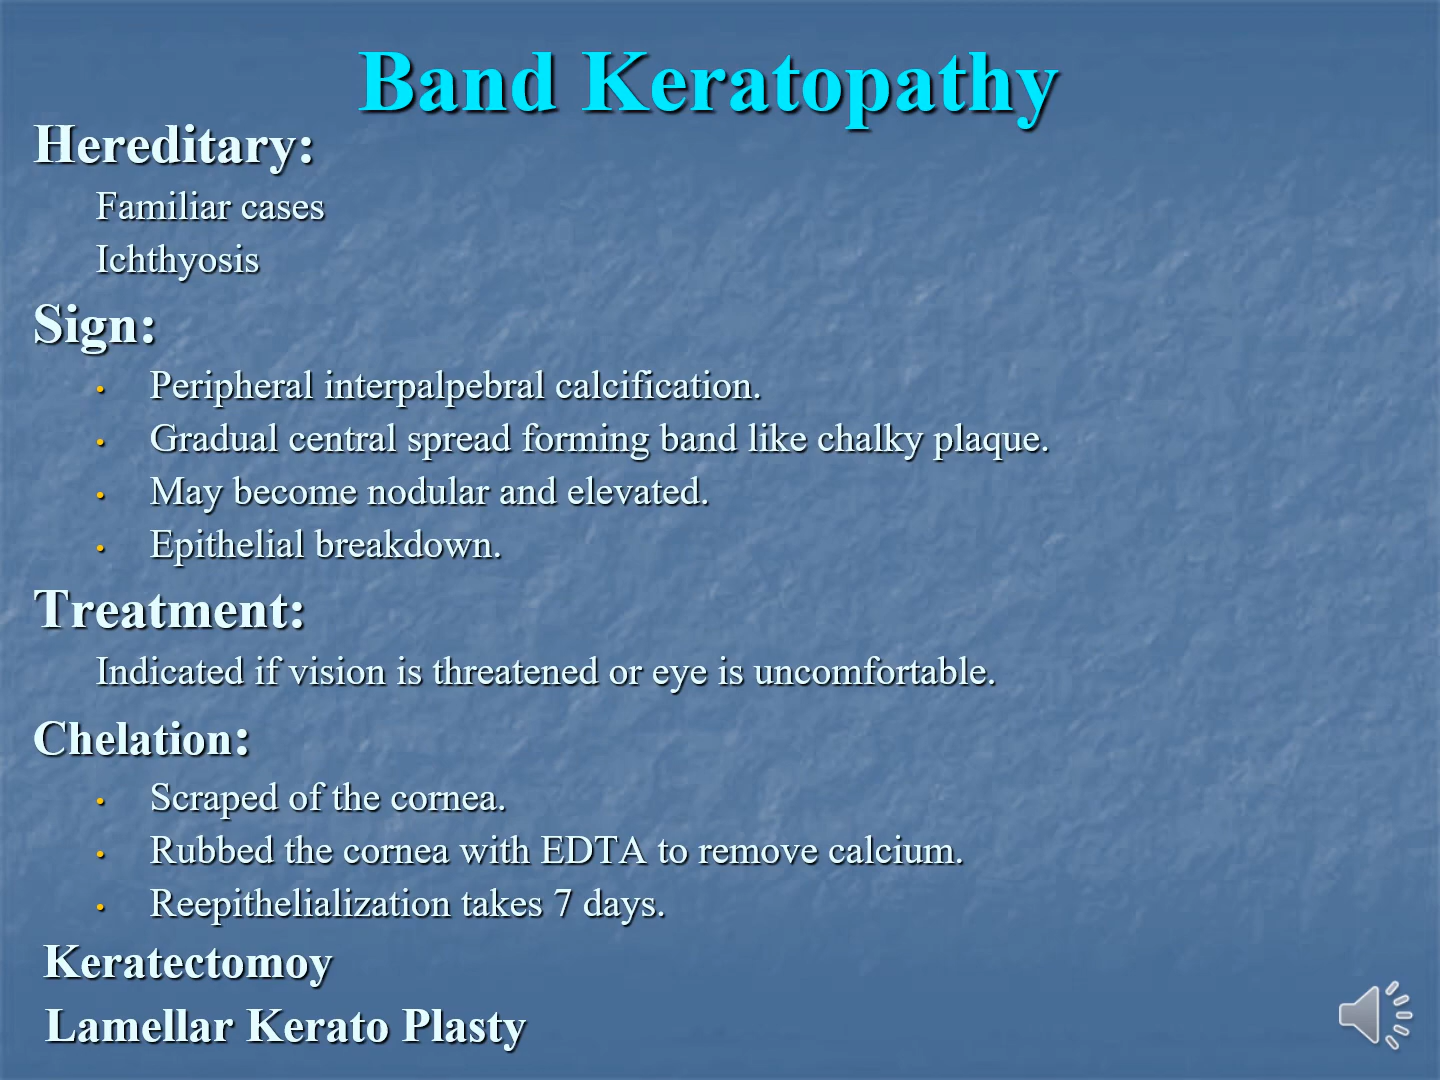 Band Keratopathy
Hereditary:
Familiar cases
Ichthyosis
Sign:
• Peripheral interpalpebral calcification.
• Gradual central spread forming band like chalky plaque.
• May become nodular and elevated.
• Epithelial breakdown.
Treatment:
Indicated if vision is threatened or eye is uncomfortable.
Chelation:
• Scraped of the cornea.
• Rubbed the cornea with EDTA to remove calcium.
• Reepithelialization takes 7 days.
Keratectomoy
Lamellar Kerato Plasty